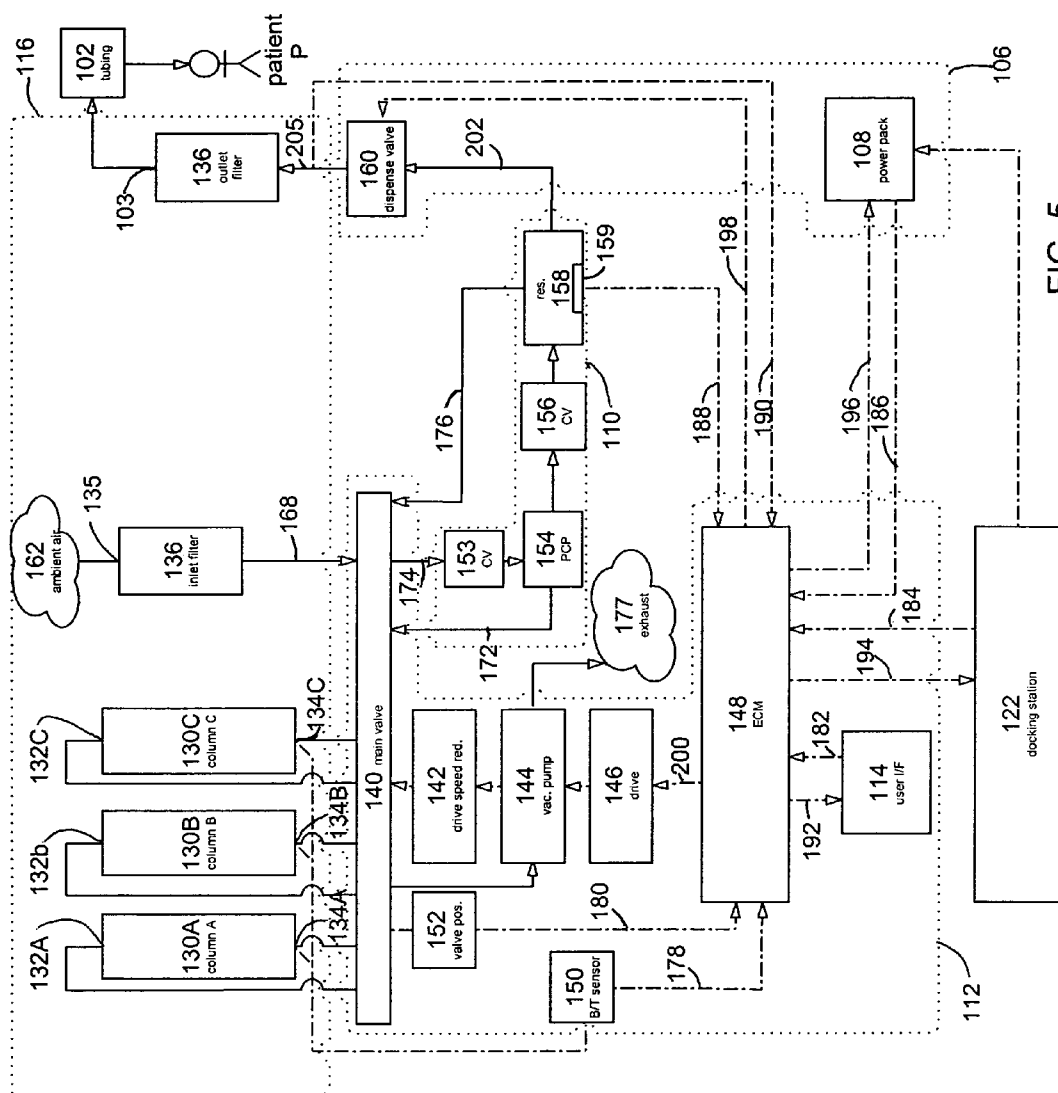 116
102
tubing
patient
P
106
103
136
outlet
filter
205
160
dispense valve
202
108
power pack
162
ambient air
135
136
inlet filter
168
176
res.
158
159
198
174
153
CV
154
PCP
156
CV
110
188
190
196
186
172
177
exhaust
184
194
132C
130C
column C
134C
132b
130B
column B
134B
132A
130A
column A
134A
140 main valve
142
drive speed red.
144
vac. pump
146
drive
200
148
ECM
182
192
114
user I/F
122
docking station
152
valve pos.
180
150
B/T sensor
178
112
FIG. 5